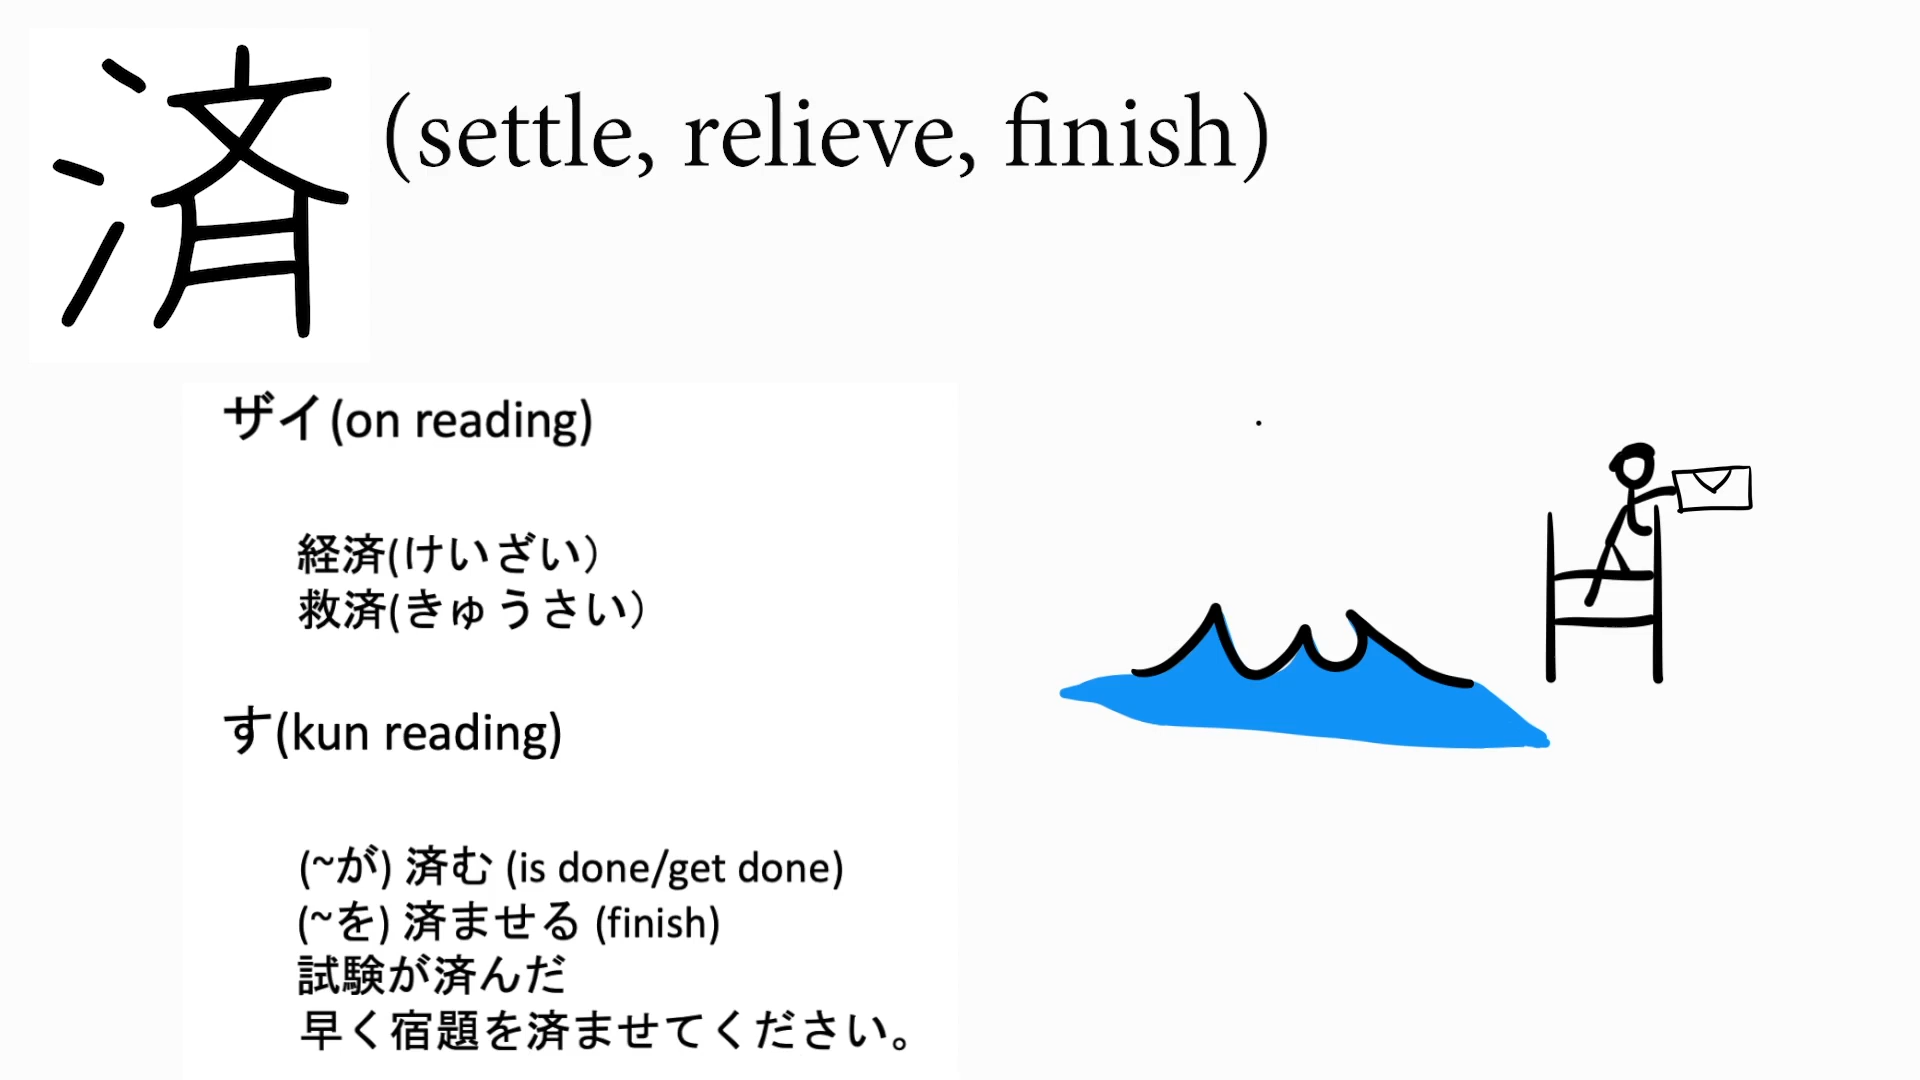 済 (settle, relieve, finish)
ザイ(on reading)
経済(けいざい）
救済(きゅうさい）
す(kun reading)
(~が) 済む (is done/get done)
(~を) 済ませる (finish)
試験が済んだ
早く宿題を済ませてください。